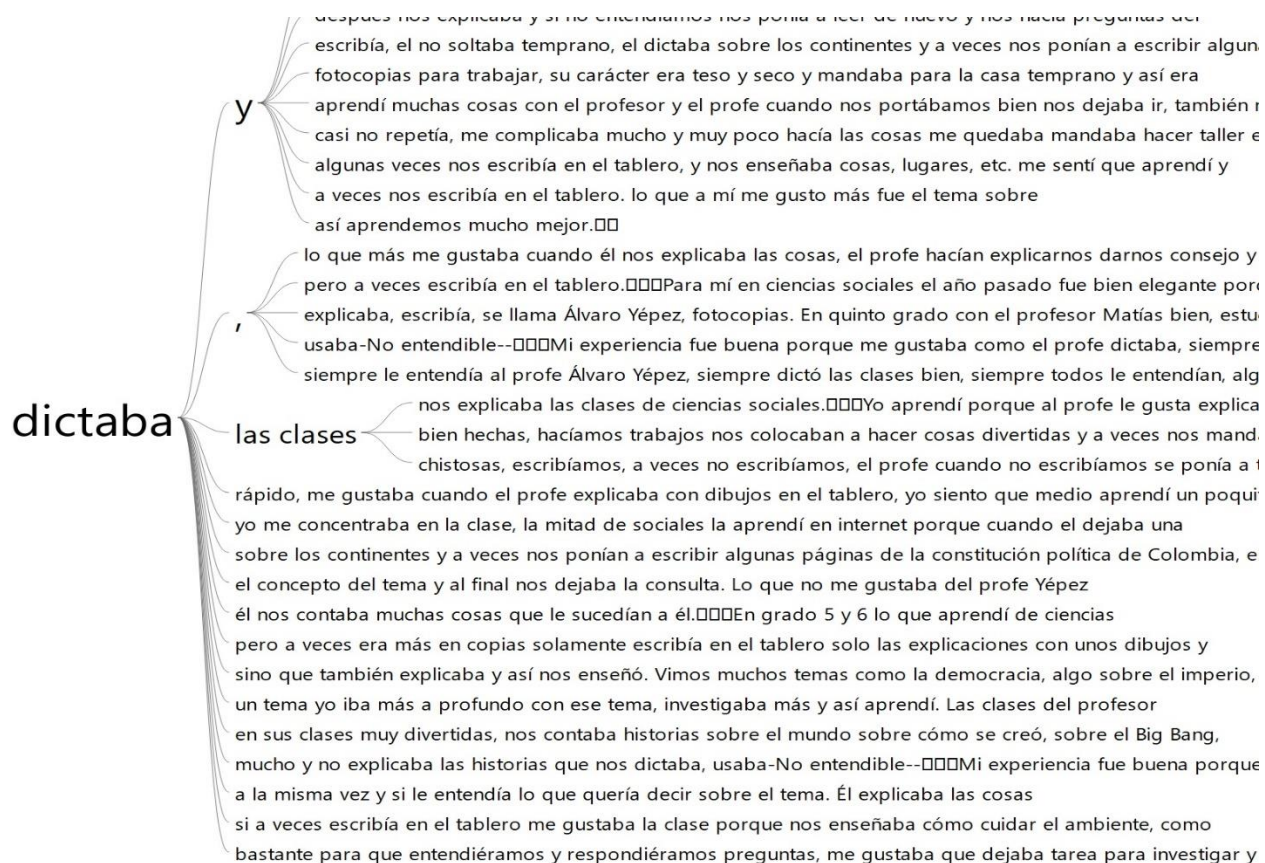 después nos explicaba y si no entendíamos nos ponía a leer de nuevo y nos hacía preguntas del
escribía, el no soltaba temprano, el dictaba sobre los continentes y a veces nos ponían a escribir algun
fotocopias para trabajar, su carácter era teso y seco y mandaba para la casa temprano y así era
y
aprendí muchas cosas con el profesor y el profe cuando nos portábamos bien nos dejaba ir, también
casi no repetía, me complicaba mucho y muy poco hacía las cosas me quedaba mandaba hacer taller e
algunas veces nos escribía en el tablero, y nos enseñaba cosas, lugares, etc. me sentí que aprendí y
a veces nos escribía en el tablero. lo que a mí me gusto más fue el tema sobre
así aprendemos mucho mejor.□□
lo que más me gustaba cuando él nos explicaba las cosas, el profe hacían explicarnos darnos consejo y
pero a veces escribía en el tablero.□□□Para mí en ciencias sociales el año pasado fue bien elegante por
,
explicaba, escribía, se llama Álvaro Yépez, fotocopias. En quinto grado con el profesor Matías bien, estu
usaba-No entendible--□□□Mi experiencia fue buena porque me gustaba como el profe dictaba, siempre
siempre le entendía al profe Álvaro Yépez, siempre dictó las clases bien, siempre todos le entendían, alg
dictaba
las clases
nos explicaba las clases de ciencias sociales.□□□Yo aprendí porque al profe le gusta explica
bien hechas, hacíamos trabajos nos colocaban a hacer cosas divertidas y a veces nos mand
chistosas, escribíamos, a veces no escribíamos, el profe cuando no escribíamos se ponía a
rápido, me gustaba cuando el profe explicaba con dibujos en el tablero, yo siento que medio aprendí un poqui
yo me concentraba en la clase, la mitad de sociales la aprendí en internet porque cuando el dejaba una
sobre los continentes y a veces nos ponían a escribir algunas páginas de la constitución política de Colombia, e
el concepto del tema y al final nos dejaba la consulta. Lo que no me gustaba del profe Yépez
él nos contaba muchas cosas que le sucedían a él.□□□En grado 5 y 6 lo que aprendí de ciencias
pero a veces era más en copias solamente escribía en el tablero solo las explicaciones con unos dibujos y
sino que también explicaba y así nos enseñó. Vimos muchos temas como la democracia, algo sobre el imperio,
un tema yo iba más a profundo con ese tema, investigaba más y así aprendí. Las clases del profesor
en sus clases muy divertidas, nos contaba historias sobre el mundo sobre cómo se creó, sobre el Big Bang,
mucho y no explicaba las historias que nos dictaba, usaba-No entendible--□□□Mi experiencia fue buena porque
a la misma vez y si le entendía lo que quería decir sobre el tema. Él explicaba las cosas
si a veces escribía en el tablero me gustaba la clase porque nos enseñaba cómo cuidar el ambiente, como
bastante para que entendiéramos y respondiéramos preguntas, me gustaba que dejaba tarea para investigar y